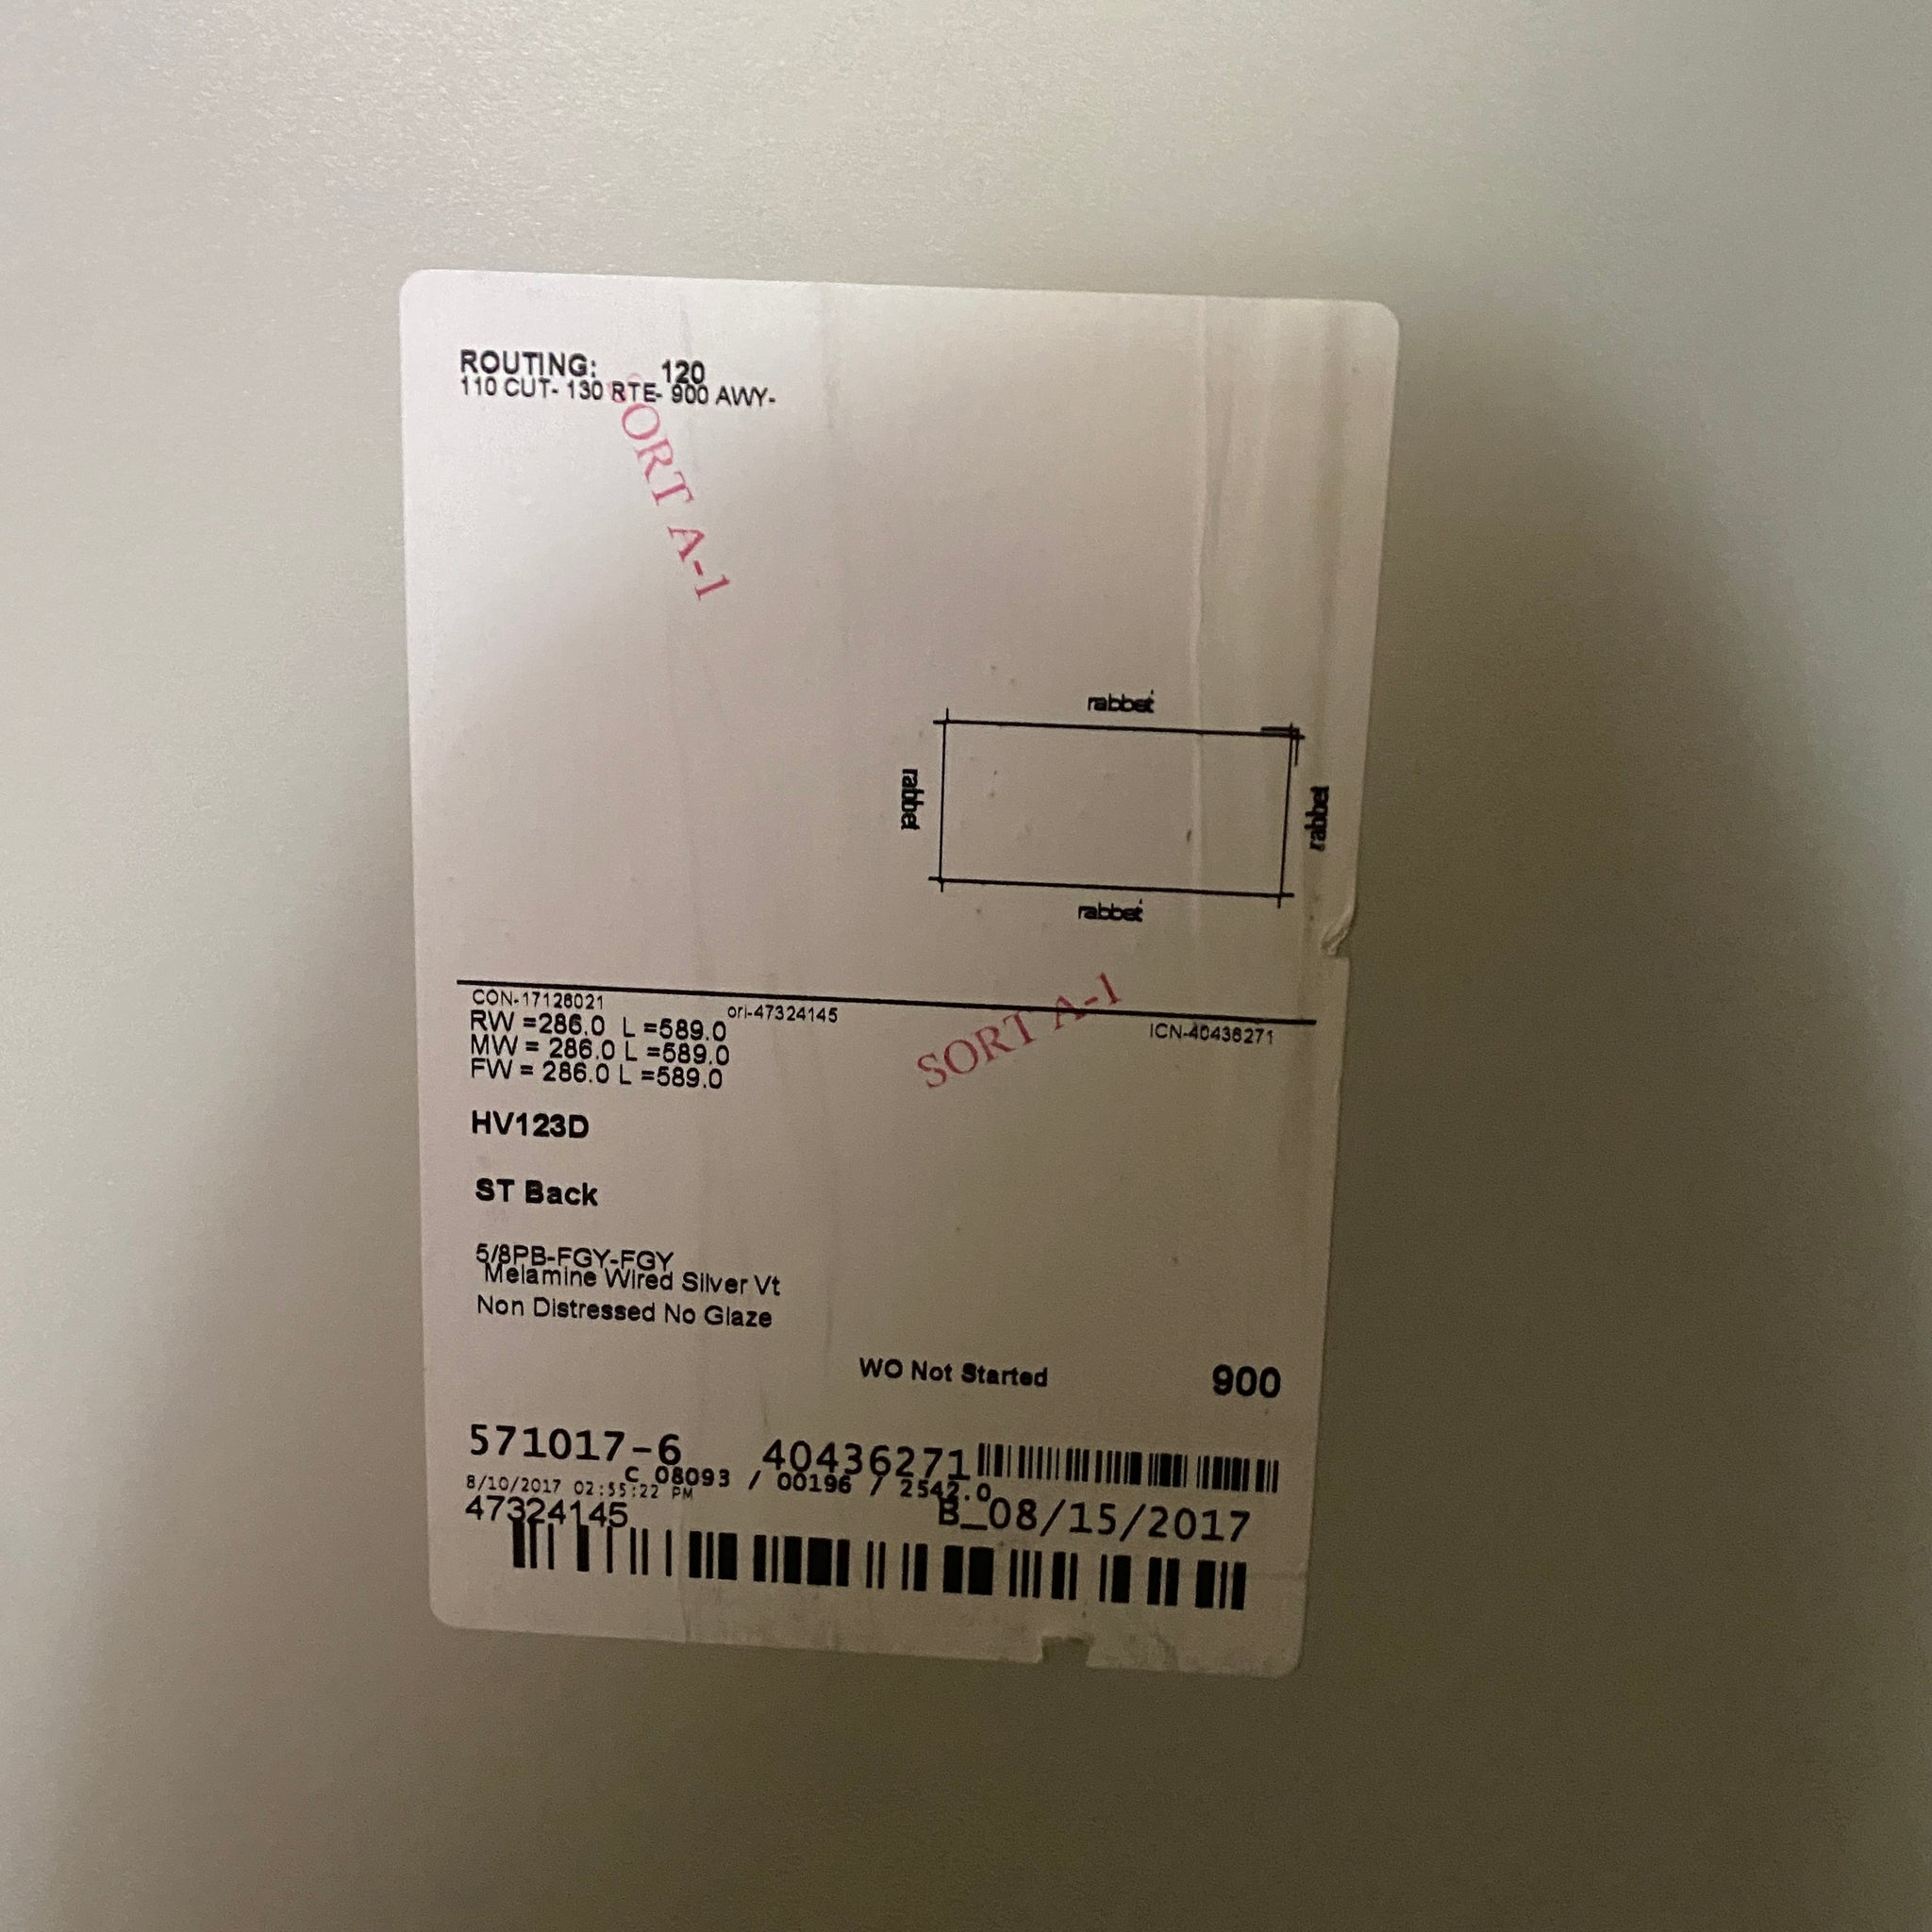 ROUTING: 120
110 CUT- 130 RTE- 900 AWY-
SORT A-1
rabbet
rabbet
rabbet
rabbet
CON-17126021
ori-47324145
ICN-40436271
RW =286.0 L =589.0
MW = 286.0 L =589.0
FW = 286.0 L =589.0
SORT A-1
HV123D
ST Back
5/8PB-FGY-FGY
Melamine Wired Silver Vt
Non Distressed No Glaze
WO Not Started 900
571017-6 40436271
C 08093 / 00196 / 2542.0
8/10/2017 02:55:22 PM
47324145 B_08/15/2017